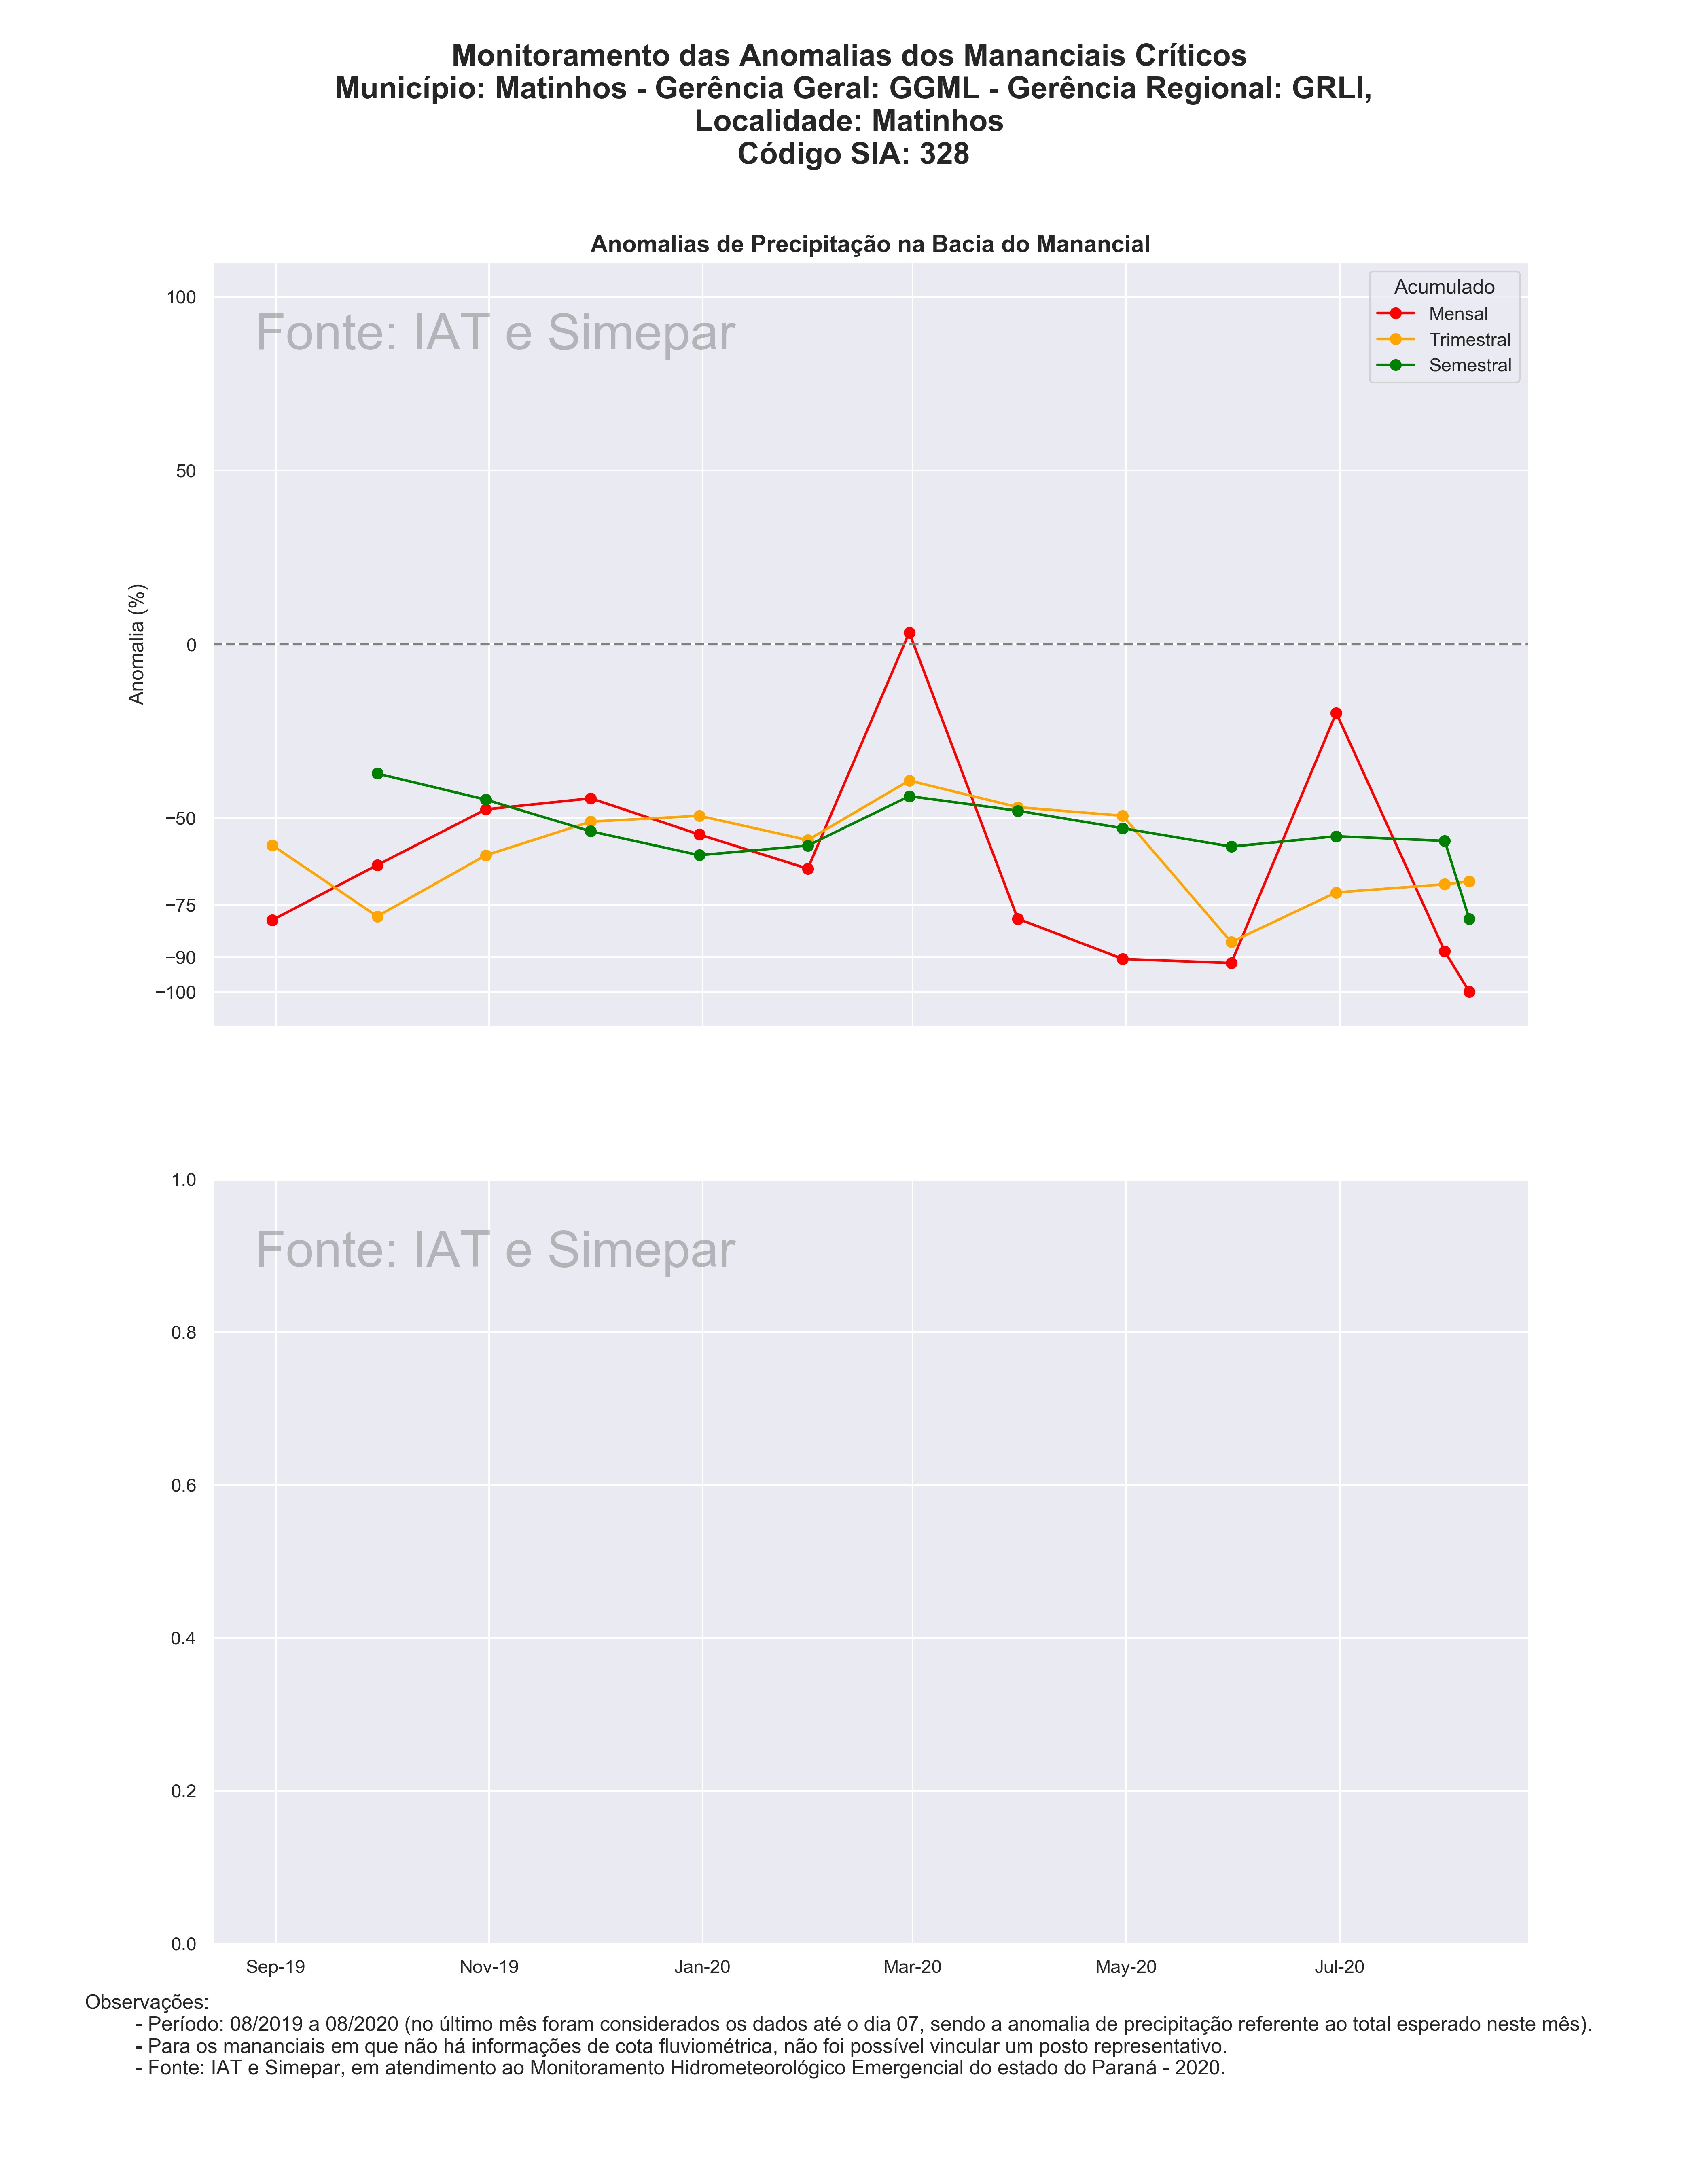 Monitoramento das Anomalias dos Mananciais Críticos
Município: Matinhos - Gerência Geral: GGML - Gerência Regional: GRLI,
Localidade: Matinhos
Código SIA: 328
Anomalias de Precipitação na Bacia do Manancial
Fonte: IAT e Simepar
Acumulado
Mensal
Trimestral
Semestral
Anomalia (%)
100
50
0
−50
−75
−90
−100
Fonte: IAT e Simepar
1.0
0.8
0.6
0.4
0.2
0.0
Sep-19 Nov-19 Jan-20 Mar-20 May-20 Jul-20
Observações:
- Período: 08/2019 a 08/2020 (no último mês foram considerados os dados até o dia 07, sendo a anomalia de precipitação referente ao total esperado neste mês).
- Para os mananciais em que não há informações de cota fluviométrica, não foi possível vincular um posto representativo.
- Fonte: IAT e Simepar, em atendimento ao Monitoramento Hidrometeorológico Emergencial do estado do Paraná - 2020.